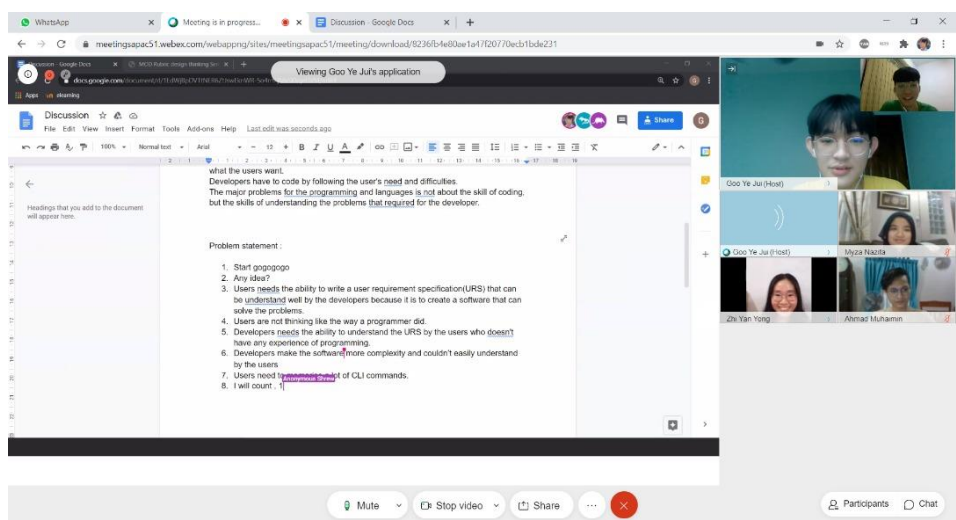 WhatsApp
Meeting is in progress...
Discussion - Google Docs
meetingsapac51.webex.com/webappng/sites/meetingsapac51/meeting/download/8236fb4e80ae1a47f20770ecb1bde231
Viewing Goo Ye Jui's application
Apps
elearning
Discussion
File Edit View Insert Format Tools Add-ons Help Last edit was seconds ago
Share
G
100% Normal text Arial 12 B I U A
Headings that you add to the document
will appear here.
what the users want.
Developers have to code by following the user's need and difficulties.
The major problems for the programming and languages is not about the skill of coding,
but the skills of understanding the problems that required for the developer.
Problem statement :
1. Start gogogogo
2. Any idea?
3. Users needs the ability to write a user requirement specification(URS) that can
be understand well by the developers because it is to create a software that can
solve the problems.
4. Users are not thinking like the way a programmer did.
5. Developers needs the ability to understand the URS by the users who doesn't
have any experience of programming.
6. Developers make the software more complexity and couldn't easily understand
by the users
Anonymous Shrew
7. Users need to lot of CLI commands.
8. I will count . 1
Goo Ye Jui (Host)
Goo Ye Jui (Host)
Myza Nazifa
Zhi Yan Yong
Ahmad Muhaimin
Mute
Stop video
Share
Participants
Chat